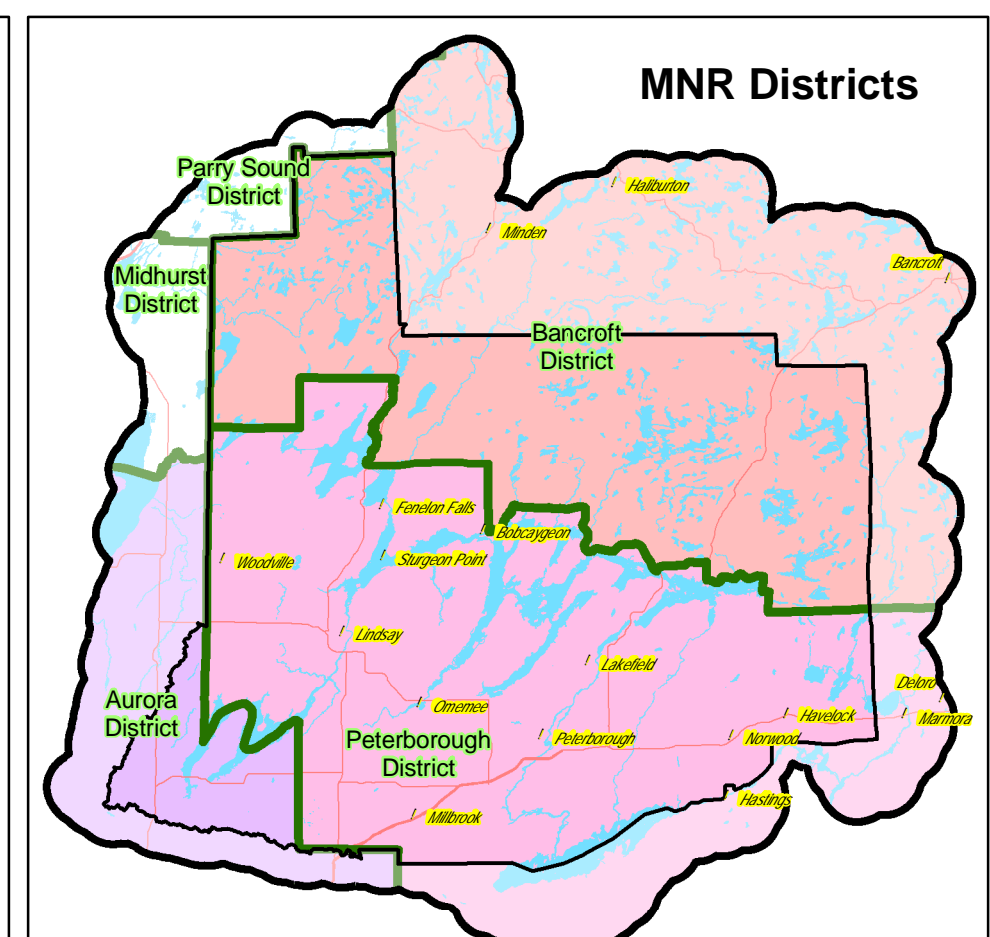 MNR Districts
Parry Sound
District
Haliburton
Minden
Bancroft
Midhurst
District
Bancroft
District
Fenelon Falls
Bobcaygeon
Woodville
Sturgeon Point
Lindsay
Lakefield
Deloro
Aurora
District
Omemee
Havelock
Marmora
Peterborough
District
Peterborough
Norwood
Hastings
Millbrook